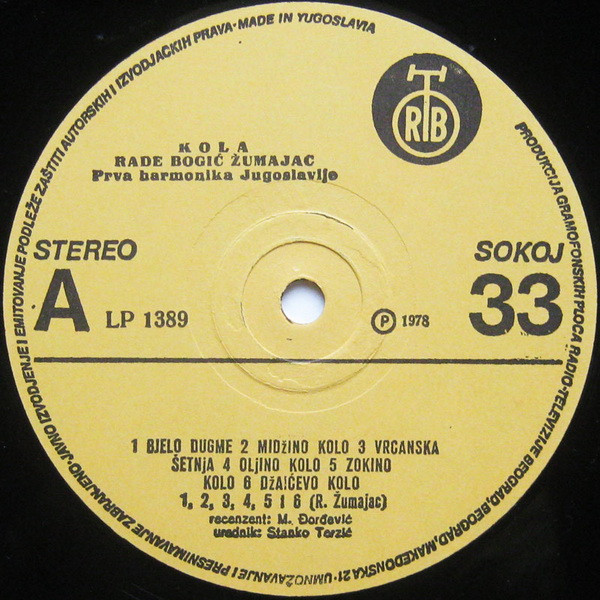 PRODUKCIJA GRAMOFONSKIH PLOČA RADIO-TELEVIZIJE BEOGRAD, BEOGRAD, MAKEDONSKA 21 · UMNOŽAVANJE I PRESNIMAVANJE ZABRANJENO · JAVNO IZVODJENJE I EMITOVANJE PODLEŽE ZAŠTITI AUTORSKIH I IZVODJAČKIH PRAVA · MADE IN YUGOSLAVIA
RTB
KOLA
RADE BOGIĆ ŽUMAJAC
Prva harmonika Jugoslavije
STEREO
SOKOJ
A
LP 1389
℗ 1978
33
1 BJELO DUGME 2 MIDŽINO KOLO 3 VRCANSKA
ŠETNJA 4 OLJINO KOLO 5 ZOKINO
KOLO 6 DŽAIĆEVO KOLO
1, 2, 3, 4, 5 I 6 (R. Žumajac)
recenzent: M. Đorđević
urednik: Stanko Terzić